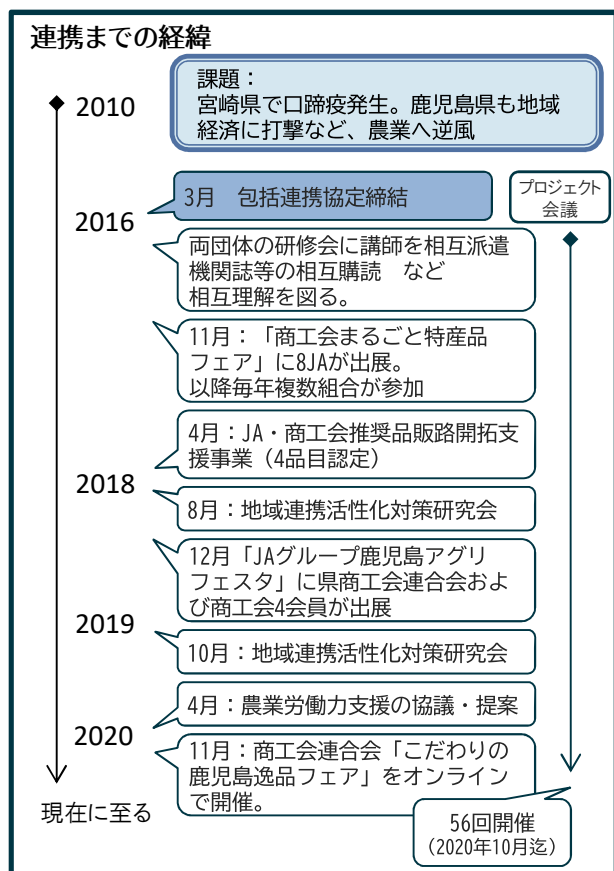 連携までの経緯
2010
課題：
宮崎県で口蹄疫発生。鹿児島県も地域
経済に打撃など、農業へ逆風
2016
3月　包括連携協定締結
プロジェクト
会議
両団体の研修会に講師を相互派遣
機関誌等の相互購読　など
相互理解を図る。
11月：「商工会まるごと特産品
フェア」に8JAが出展。
以降毎年複数組合が参加
2018
4月：JA・商工会推奨品販路開拓支
援事業（4品目認定）
8月：地域連携活性化対策研究会
12月「JAグループ鹿児島アグリ
フェスタ」に県商工会連合会およ
び商工会4会員が出展
2019
10月：地域連携活性化対策研究会
2020
4月：農業労働力支援の協議・提案
11月：商工会連合会「こだわりの
鹿児島逸品フェア」をオンライン
で開催。
現在に至る
56回開催
（2020年10月迄）